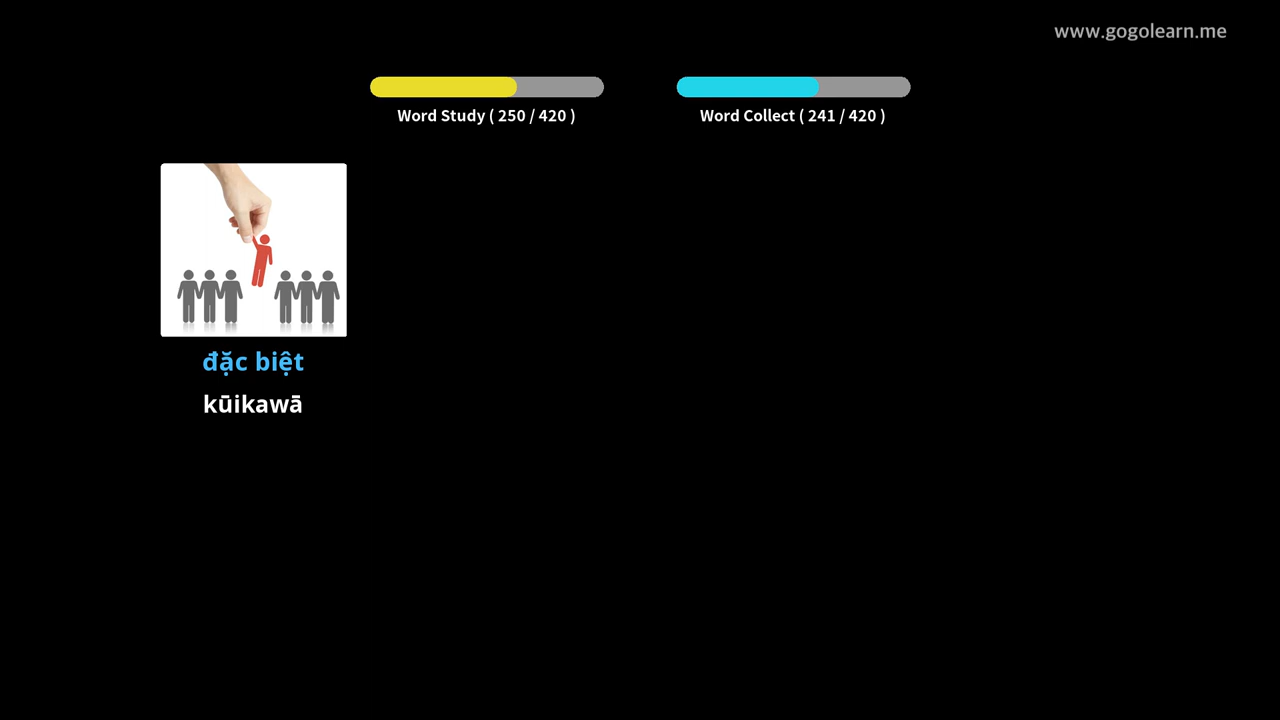 www.gogolearn.me
Word Study ( 250 / 420 )
Word Collect ( 241 / 420 )
đặc biệt
kūikawā